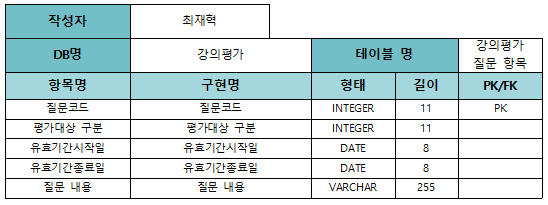 작성자 최재혁
DB명 강의평가 테이블 명 강의평가
질문 항목
항목명 구현명 형태 길이 PK/FK
질문코드 질문코드 INTEGER 11 PK
평가대상 구분 평가대상 구분 INTEGER 11
유효기간시작일 유효기간시작일 DATE 8
유효기간종료일 유효기간종료일 DATE 8
질문 내용 질문 내용 VARCHAR 255